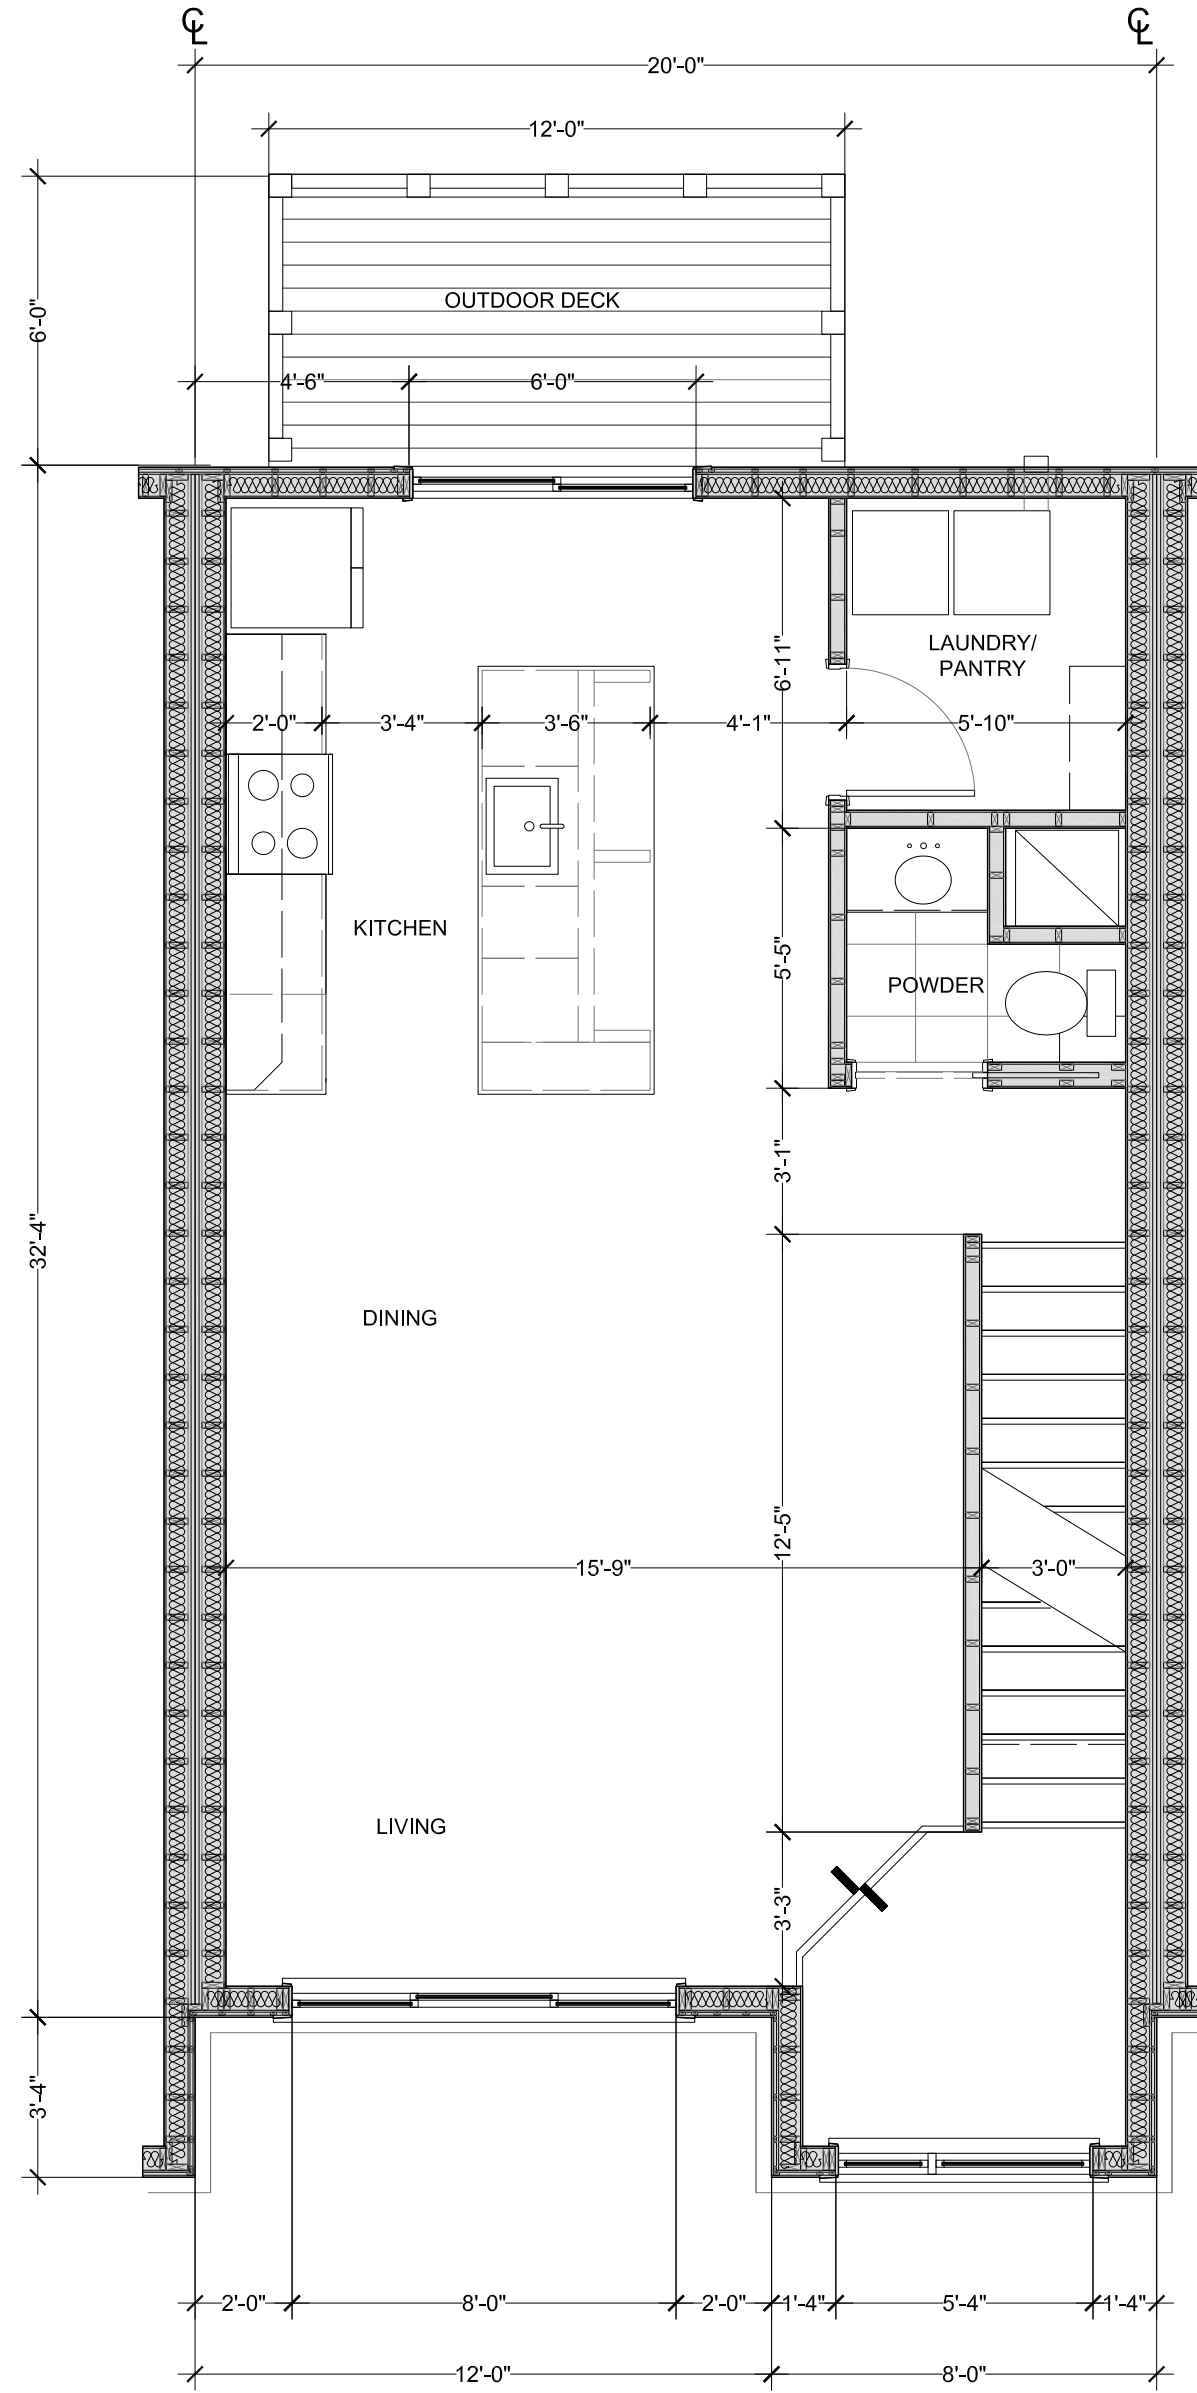 ℄ ℄
20'-0"
12'-0"
6'-0"
OUTDOOR DECK
4'-6" 6'-0"
6'-11"
LAUNDRY/
PANTRY
2'-0" 3'-4" 3'-6" 4'-1" 5'-10"
KITCHEN
5'-5"
POWDER
3'-1"
32'-4"
DINING
12'-5"
15'-9" 3'-0"
LIVING
3'-3"
3'-4"
2'-0" 8'-0" 2'-0" 1'-4" 5'-4" 1'-4"
12'-0" 8'-0"